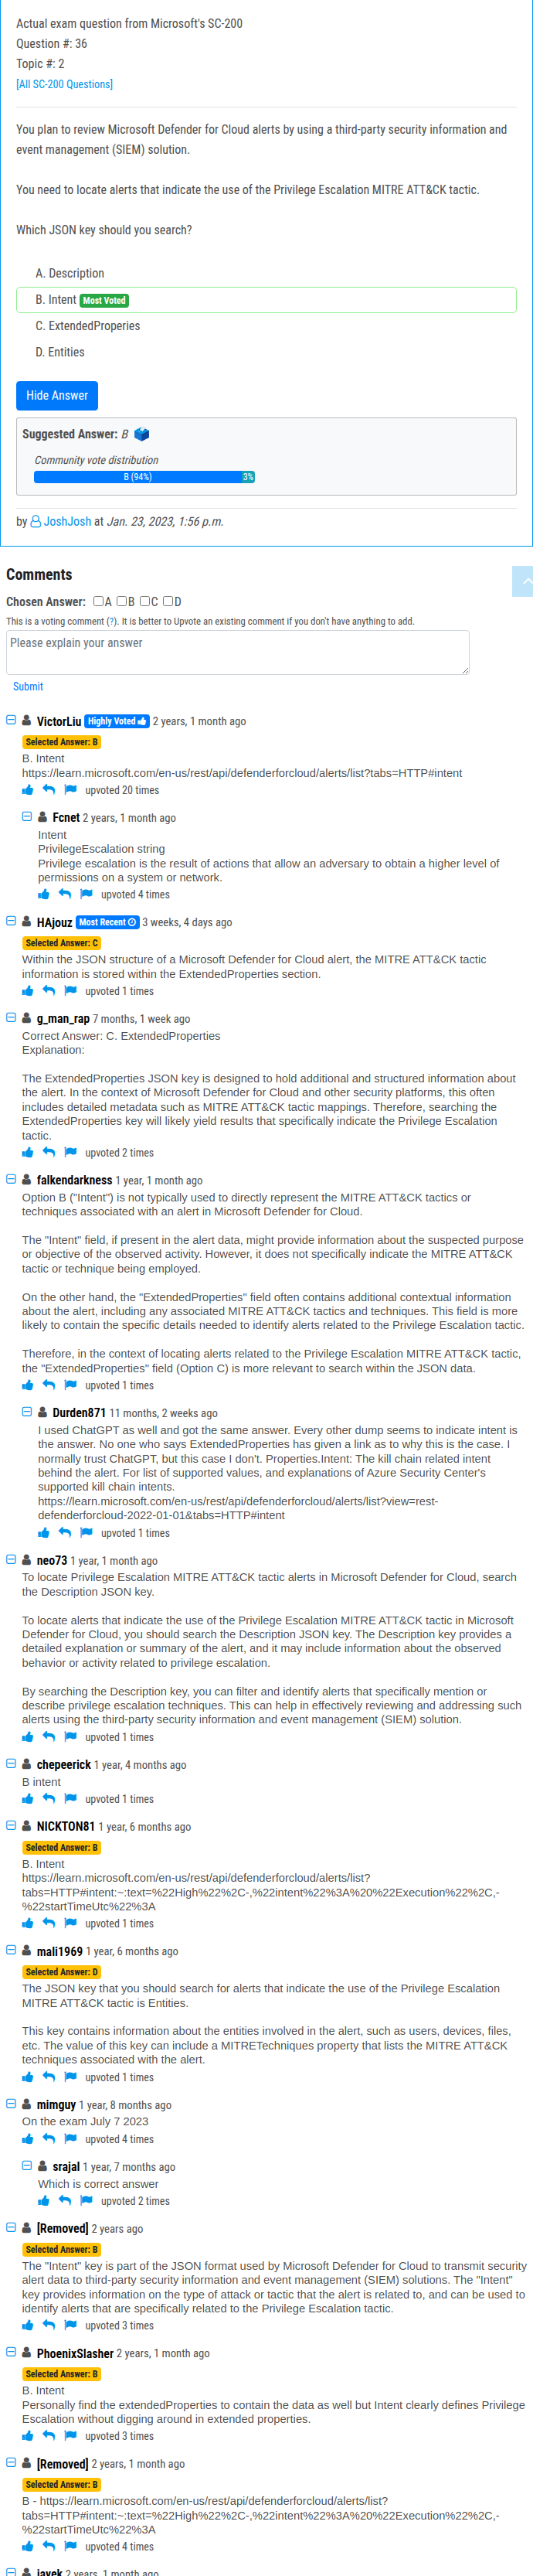 Actual exam question from Microsoft's SC-200
Question #: 36
Topic #: 2
[All SC-200 Questions]
You plan to review Microsoft Defender for Cloud alerts by using a third-party security information and
event management (SIEM) solution.
You need to locate alerts that indicate the use of the Privilege Escalation MITRE ATT&CK tactic.
Which JSON key should you search?
A. Description
B. Intent Most Voted
C. ExtendedProperies
D. Entities
Hide Answer
Suggested Answer: B
Community vote distribution
B (94%) 3%
by JoshJosh at Jan. 23, 2023, 1:56 p.m.
Comments
Chosen Answer: A B C D
This is a voting comment (?). It is better to Upvote an existing comment if you don't have anything to add.
Please explain your answer
Submit
VictorLiu Highly Voted 2 years, 1 month ago
Selected Answer: B
B. Intent
https://learn.microsoft.com/en-us/rest/api/defenderforcloud/alerts/list?tabs=HTTP#intent
upvoted 20 times
Fcnet 2 years, 1 month ago
Intent
PrivilegeEscalation string
Privilege escalation is the result of actions that allow an adversary to obtain a higher level of
permissions on a system or network.
upvoted 4 times
HAjouz Most Recent 3 weeks, 4 days ago
Selected Answer: C
Within the JSON structure of a Microsoft Defender for Cloud alert, the MITRE ATT&CK tactic
information is stored within the ExtendedProperties section.
upvoted 1 times
g_man_rap 7 months, 1 week ago
Correct Answer: C. ExtendedProperties
Explanation:
The ExtendedProperties JSON key is designed to hold additional and structured information about
the alert. In the context of Microsoft Defender for Cloud and other security platforms, this often
includes detailed metadata such as MITRE ATT&CK tactic mappings. Therefore, searching the
ExtendedProperties key will likely yield results that specifically indicate the Privilege Escalation
tactic.
upvoted 2 times
falkendarkness 1 year, 1 month ago
Option B ("Intent") is not typically used to directly represent the MITRE ATT&CK tactics or
techniques associated with an alert in Microsoft Defender for Cloud.
The "Intent" field, if present in the alert data, might provide information about the suspected purpose
or objective of the observed activity. However, it does not specifically indicate the MITRE ATT&CK
tactic or technique being employed.
On the other hand, the "ExtendedProperties" field often contains additional contextual information
about the alert, including any associated MITRE ATT&CK tactics and techniques. This field is more
likely to contain the specific details needed to identify alerts related to the Privilege Escalation tactic.
Therefore, in the context of locating alerts related to the Privilege Escalation MITRE ATT&CK tactic,
the "ExtendedProperties" field (Option C) is more relevant to search within the JSON data.
upvoted 1 times
Durden871 11 months, 2 weeks ago
I used ChatGPT as well and got the same answer. Every other dump seems to indicate intent is
the answer. No one who says ExtendedProperties has given a link as to why this is the case. I
normally trust ChatGPT, but this case I don't. Properties.Intent: The kill chain related intent
behind the alert. For list of supported values, and explanations of Azure Security Center's
supported kill chain intents.
https://learn.microsoft.com/en-us/rest/api/defenderforcloud/alerts/list?view=rest-
defenderforcloud-2022-01-01&tabs=HTTP#intent
upvoted 1 times
neo73 1 year, 1 month ago
To locate Privilege Escalation MITRE ATT&CK tactic alerts in Microsoft Defender for Cloud, search
the Description JSON key.
To locate alerts that indicate the use of the Privilege Escalation MITRE ATT&CK tactic in Microsoft
Defender for Cloud, you should search the Description JSON key. The Description key provides a
detailed explanation or summary of the alert, and it may include information about the observed
behavior or activity related to privilege escalation.
By searching the Description key, you can filter and identify alerts that specifically mention or
describe privilege escalation techniques. This can help in effectively reviewing and addressing such
alerts using the third-party security information and event management (SIEM) solution.
upvoted 1 times
chepeerick 1 year, 4 months ago
B intent
upvoted 1 times
NICKTON81 1 year, 6 months ago
Selected Answer: B
B. Intent
https://learn.microsoft.com/en-us/rest/api/defenderforcloud/alerts/list?
tabs=HTTP#intent:~:text=%22High%22%2C-,%22intent%22%3A%20%22Execution%22%2C,-
%22startTimeUtc%22%3A
upvoted 1 times
mali1969 1 year, 6 months ago
Selected Answer: D
The JSON key that you should search for alerts that indicate the use of the Privilege Escalation
MITRE ATT&CK tactic is Entities.
This key contains information about the entities involved in the alert, such as users, devices, files,
etc. The value of this key can include a MITRETechniques property that lists the MITRE ATT&CK
techniques associated with the alert.
upvoted 1 times
mimguy 1 year, 8 months ago
On the exam July 7 2023
upvoted 4 times
srajal 1 year, 7 months ago
Which is correct answer
upvoted 2 times
[Removed] 2 years ago
Selected Answer: B
The "Intent" key is part of the JSON format used by Microsoft Defender for Cloud to transmit security
alert data to third-party security information and event management (SIEM) solutions. The "Intent"
key provides information on the type of attack or tactic that the alert is related to, and can be used to
identify alerts that are specifically related to the Privilege Escalation tactic.
upvoted 3 times
PhoenixSlasher 2 years, 1 month ago
Selected Answer: B
B. Intent
Personally find the extendedProperties to contain the data as well but Intent clearly defines Privilege
Escalation without digging around in extended properties.
upvoted 3 times
[Removed] 2 years, 1 month ago
Selected Answer: B
B - https://learn.microsoft.com/en-us/rest/api/defenderforcloud/alerts/list?
tabs=HTTP#intent:~:text=%22High%22%2C-,%22intent%22%3A%20%22Execution%22%2C,-
%22startTimeUtc%22%3A
upvoted 4 times
jayek 2 years, 1 month ago